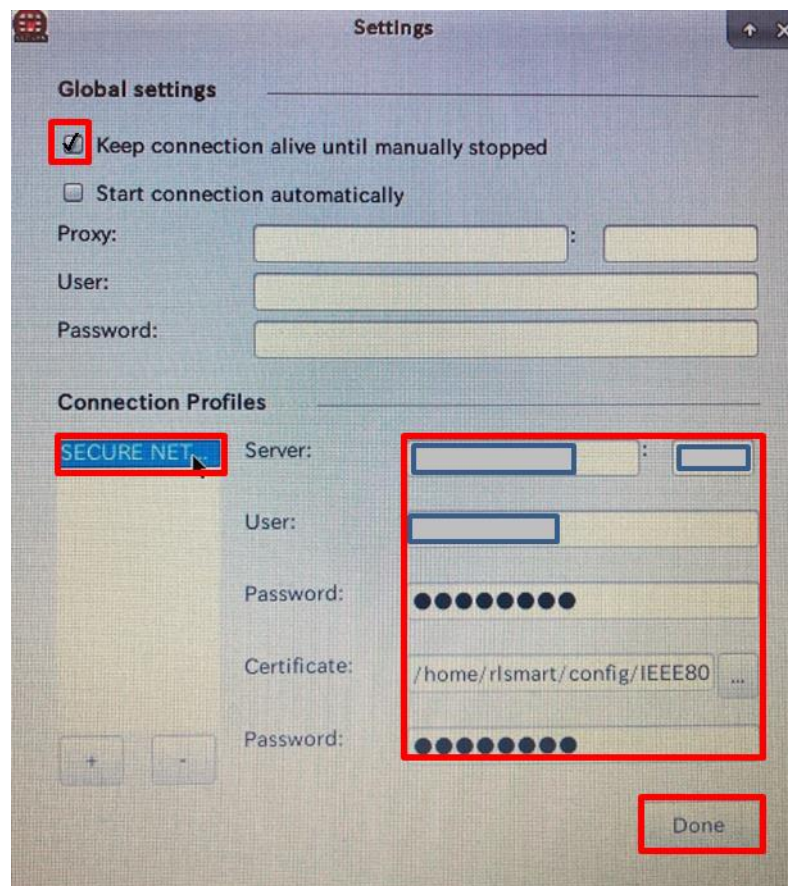 Settings
Global settings
Keep connection alive until manually stopped
Start connection automatically
Proxy: :
User:
Password:
Connection Profiles
SECURE NET... Server: :
User:
Password: ●●●●●●●●
Certificate: /home/rlsmart/config/IEEE80 ...
Password: ●●●●●●●●
+ -
Done